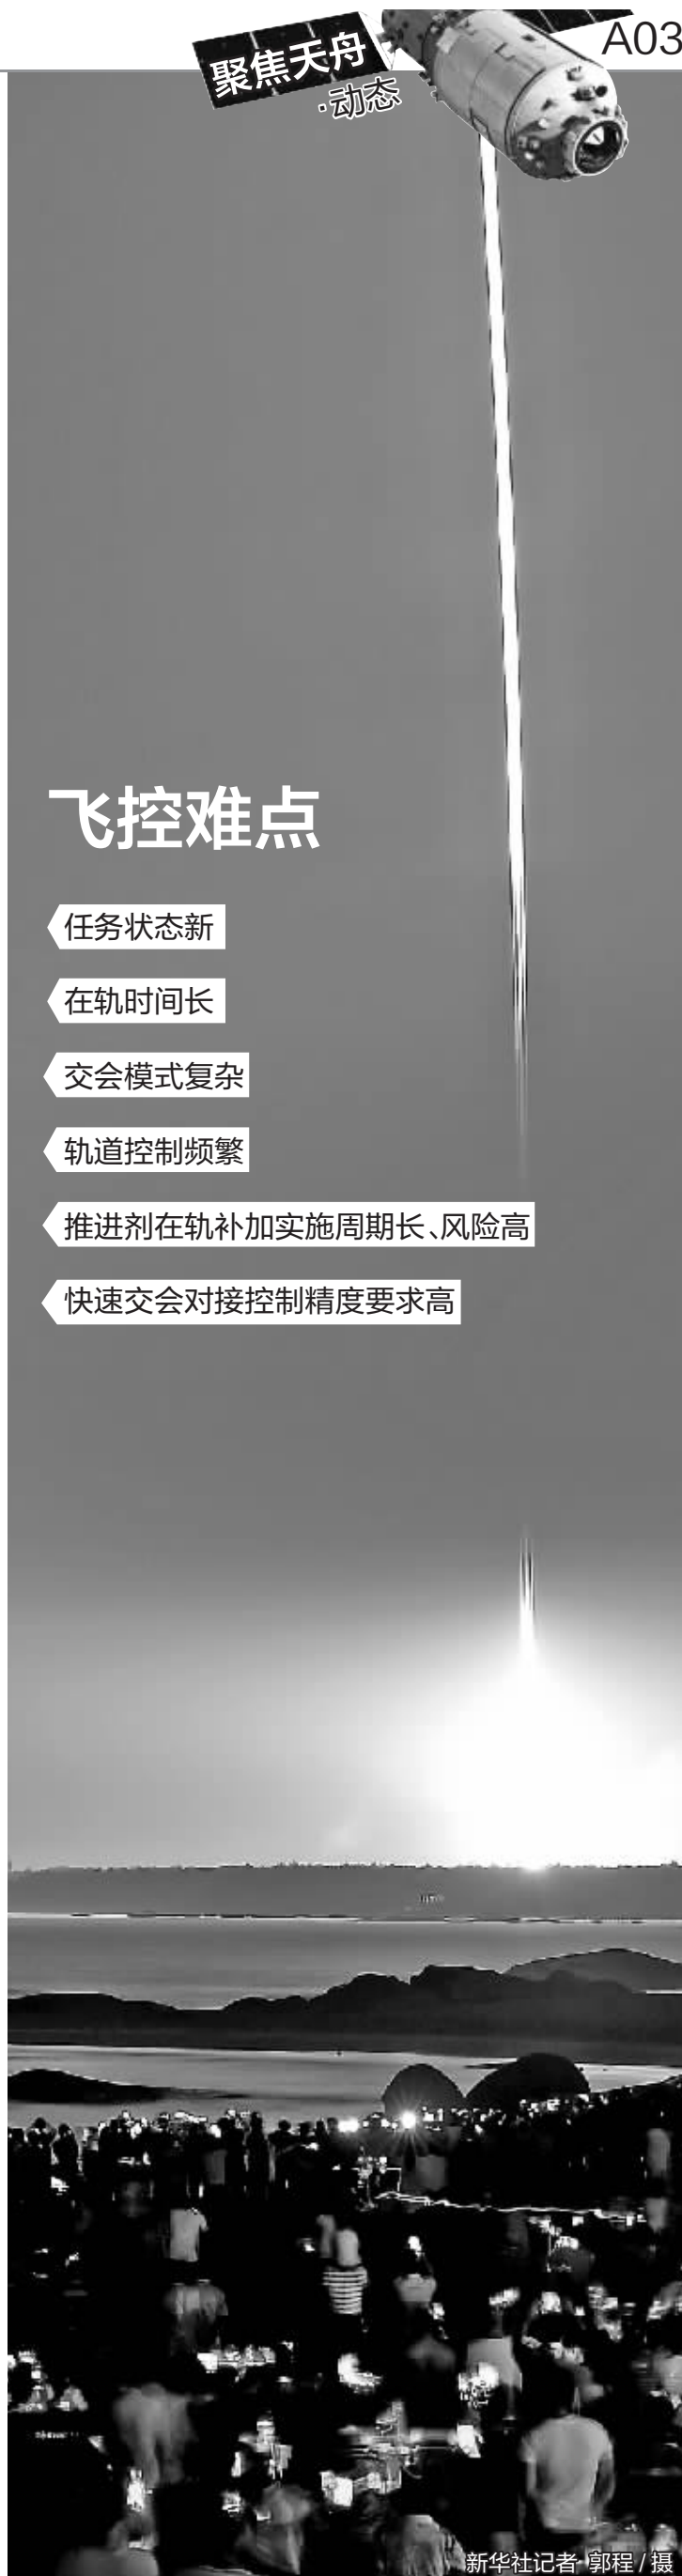 A03
聚焦天舟
·动态
飞控难点
任务状态新
在轨时间长
交会模式复杂
轨道控制频繁
推进剂在轨补加实施周期长、风险高
快速交会对接控制精度要求高
新华社记者 郭程/摄